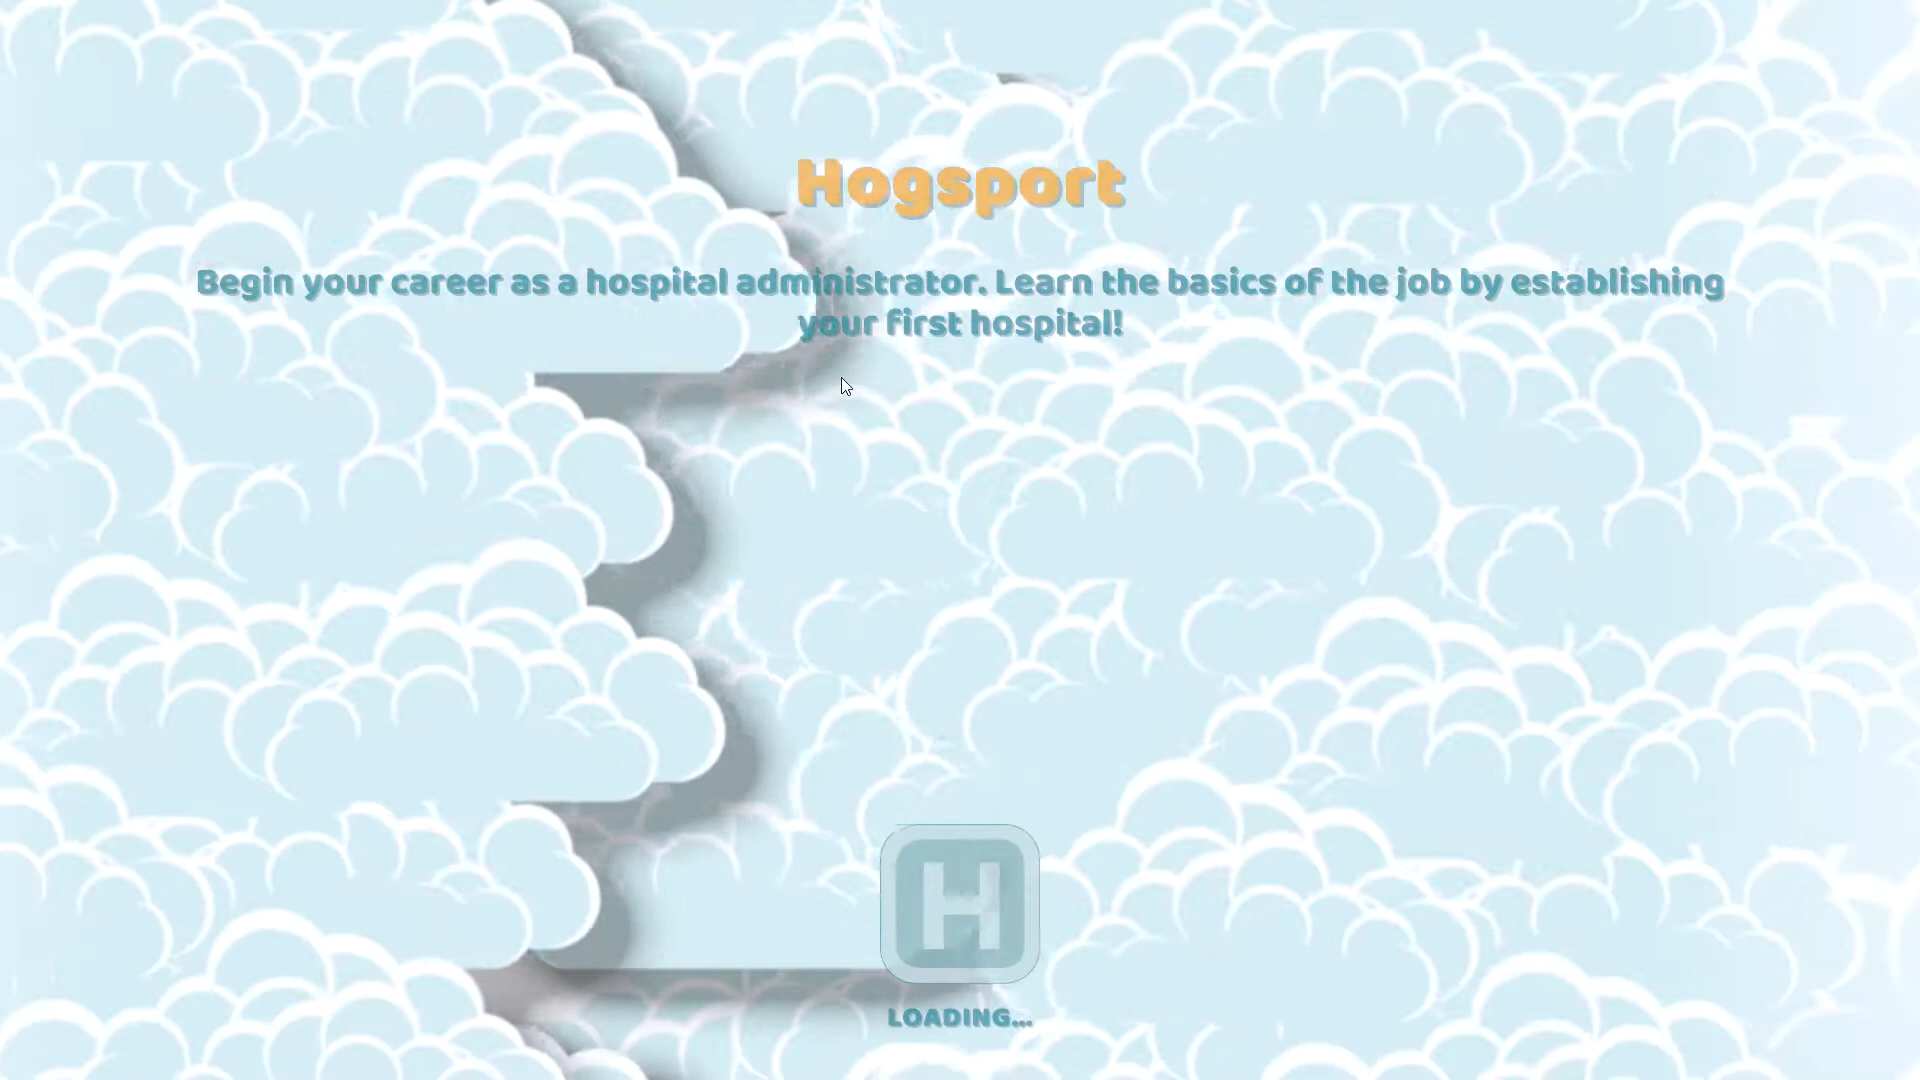 Hogsport
Begin your career as a hospital administrator. Learn the basics of the job by establishing
your first hospital!
H
LOADING...